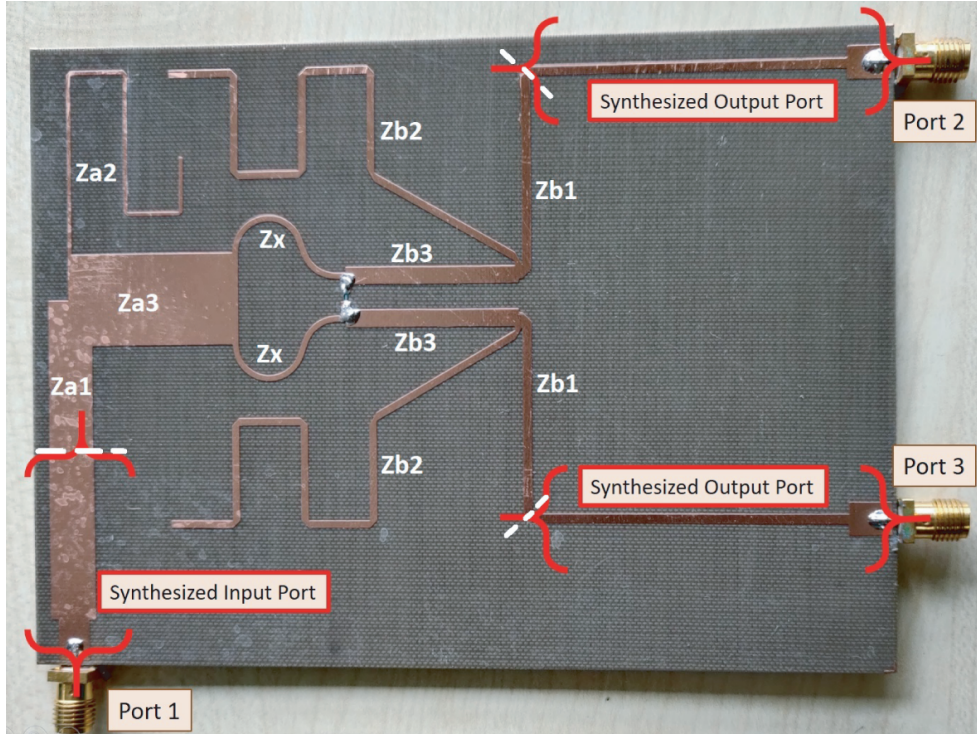 Synthesized Output Port
Port 2
Zb2
Za2
Zb1
Zx
Zb3
Za3
Zb3
Zx
Za1
Zb1
Zb2
Port 3
Synthesized Output Port
Synthesized Input Port
Port 1